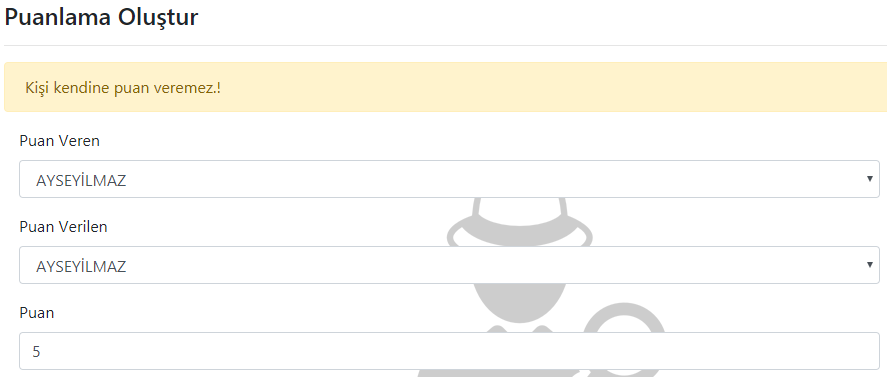 Puanlama Oluştur
Kişi kendine puan veremez.!
Puan Veren
AYSEYİLMAZ
Puan Verilen
AYSEYİLMAZ
Puan
5